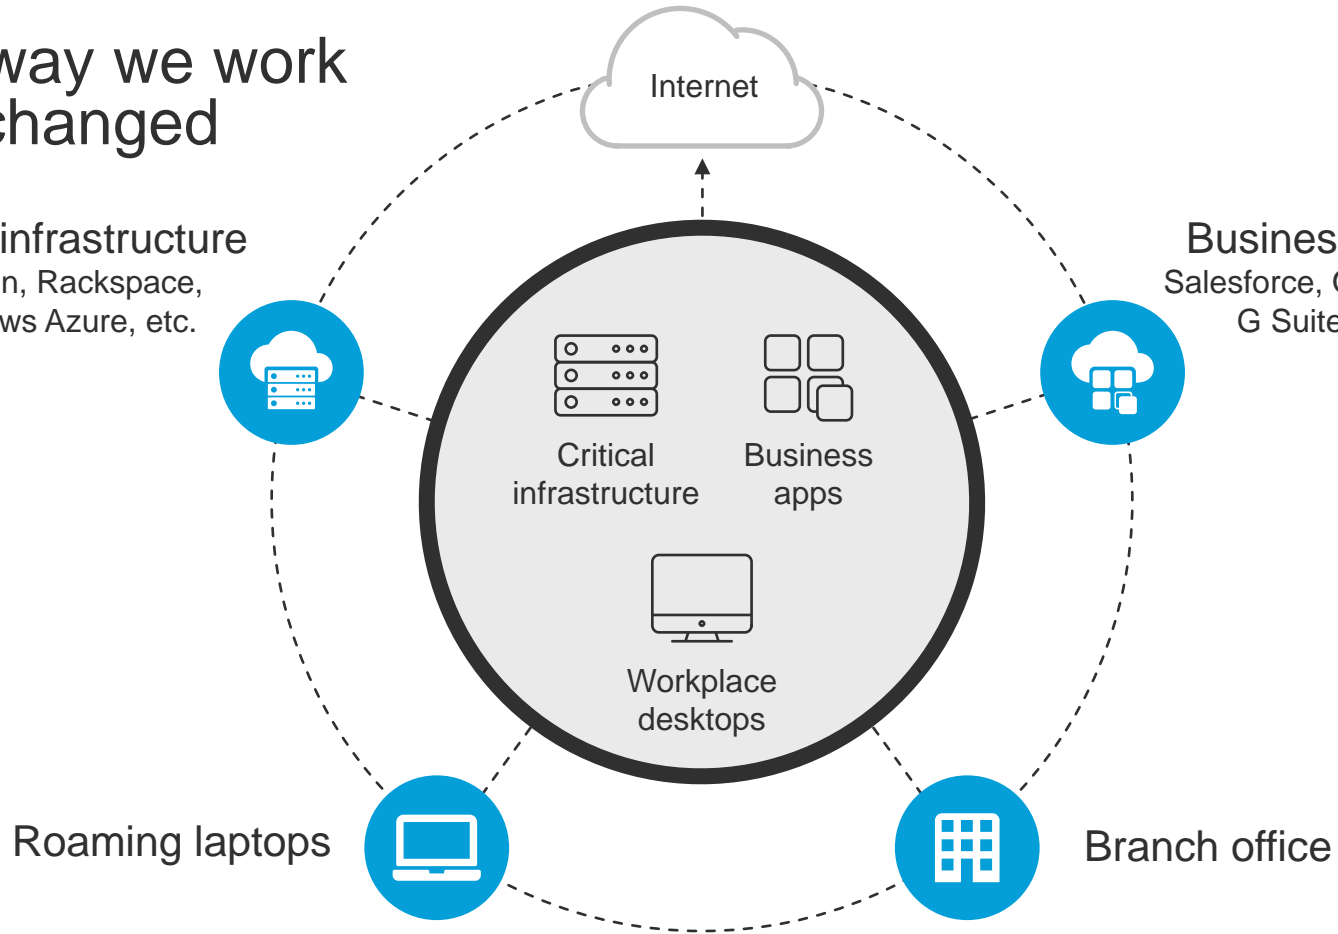 way we work
changed
Internet
infrastructure
n, Rackspace,
ws Azure, etc.
Busines
Salesforce,
G Suite
Critical
infrastructure
Business
apps
Workplace
desktops
Roaming laptops
Branch office